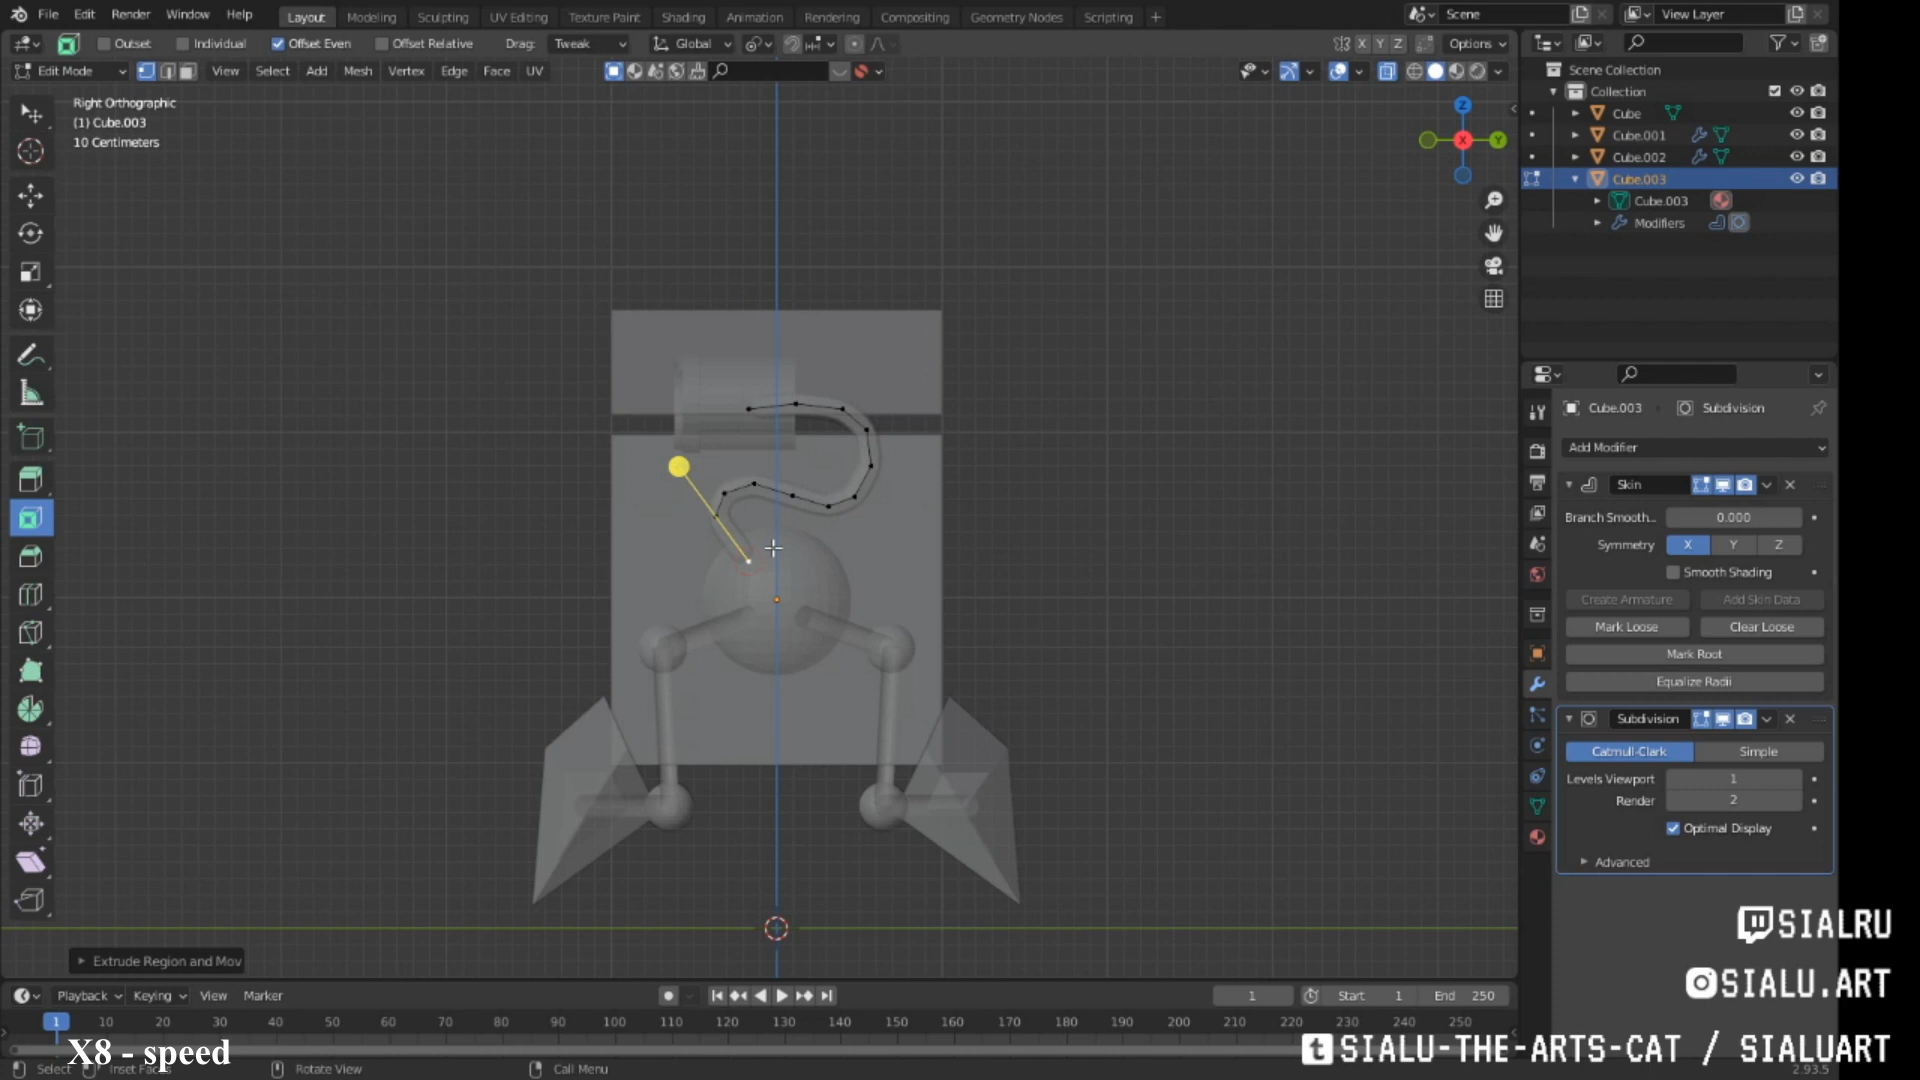 File Edit Render Window Help Layout Modeling Sculpting UV Editing Texture Paint Shading Animation Rendering Compositing Geometry Nodes Scripting + Scene View Layer
Outset Individual Offset Even Offset Relative Drag: Tweak Global X Y Z Options
Edit Mode View Select Add Mesh Vertex Edge Face UV
Right Orthographic
(1) Cube.003
10 Centimeters
Z
X Y
Scene Collection
Collection
Cube
Cube.001
Cube.002
Cube.003
Cube.003
Modifiers
Cube.003 Subdivision
Add Modifier
Skin
Branch Smooth... 0.000
Symmetry X Y Z
Smooth Shading
Create Armature Add Skin Data
Mark Loose Clear Loose
Mark Root
Equalize Radii
Subdivision
Catmull-Clark Simple
Levels Viewport 1
Render 2
Optimal Display
Advanced
Extrude Region and Mov
SIALRU
SIALU.ART
SIALU-THE-ARTS-CAT / SIALUART
Playback Keying View Marker 1 Start 1 End 250
1 10 20 30 40 50 60 70 80 90 100 110 120 130 140 150 160 170 180 190 200 210 220 230 240 250
X8 - speed
Select Inset Faces Rotate View Call Menu 2.93.5